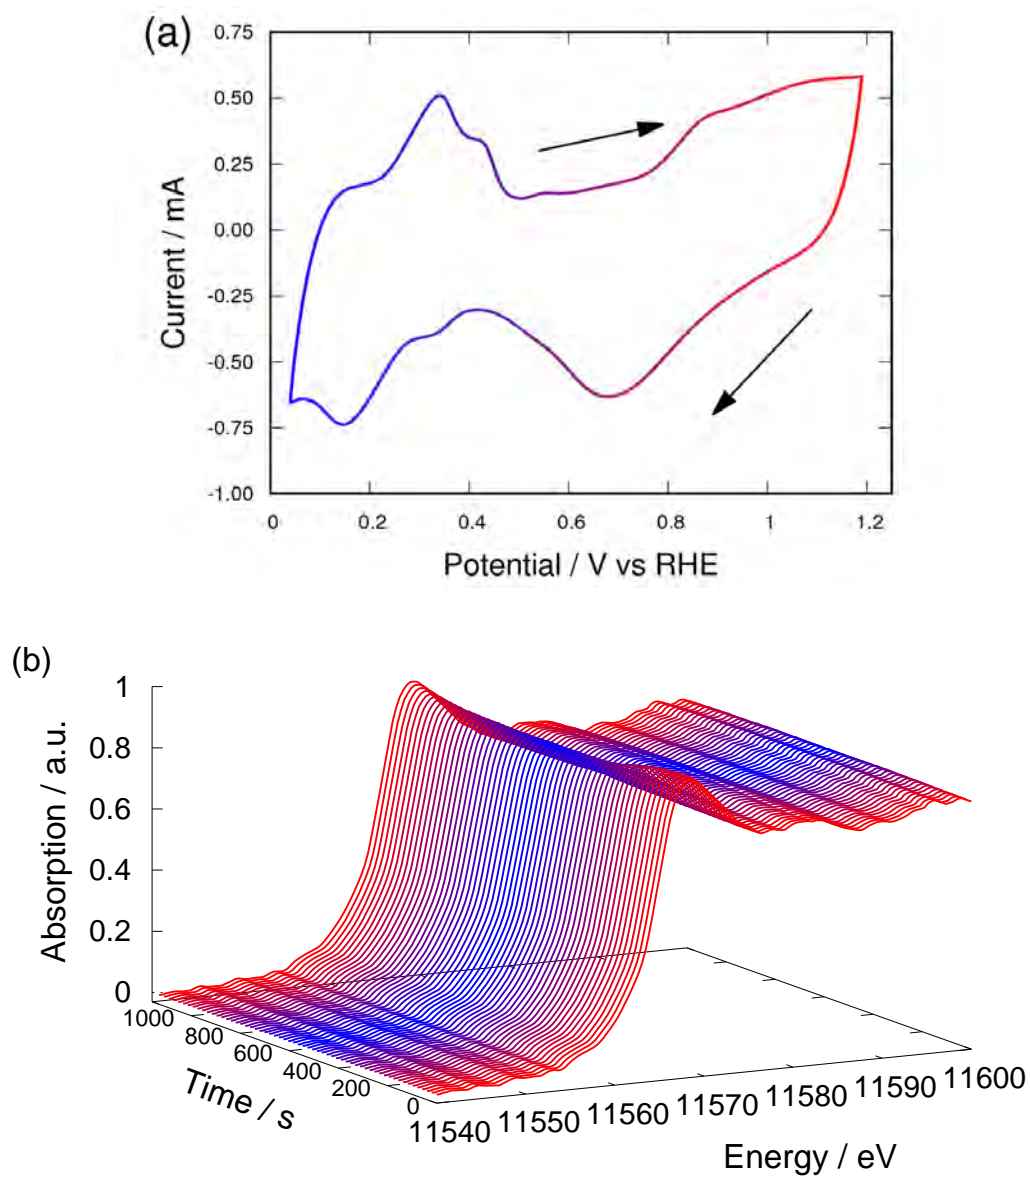 (a)
0.75
0.50
0.25
0.00
-0.25
-0.50
-0.75
-1.00
Current / mA
0 0.2 0.4 0.6 0.8 1 1.2
Potential / V vs RHE
(b)
1
0.8
0.6
0.4
0.2
0
Absorption / a.u.
1000 800 600 400 200 0
Time / s
11540 11550 11560 11570 11580 11590 11600
Energy / eV